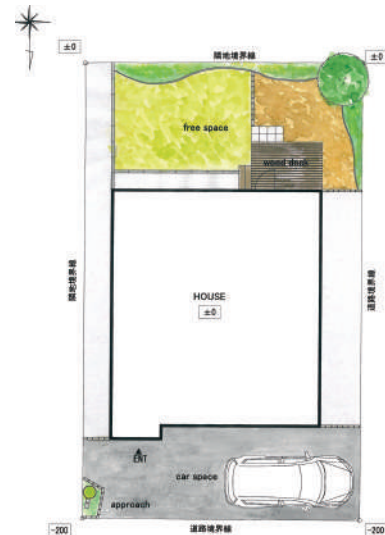 ±0
隣地境界線
±0
free space
wood deck
隣地境界線
HOUSE
±0
道路境界線
ENT
car space
approach
-200
道路境界線
-200